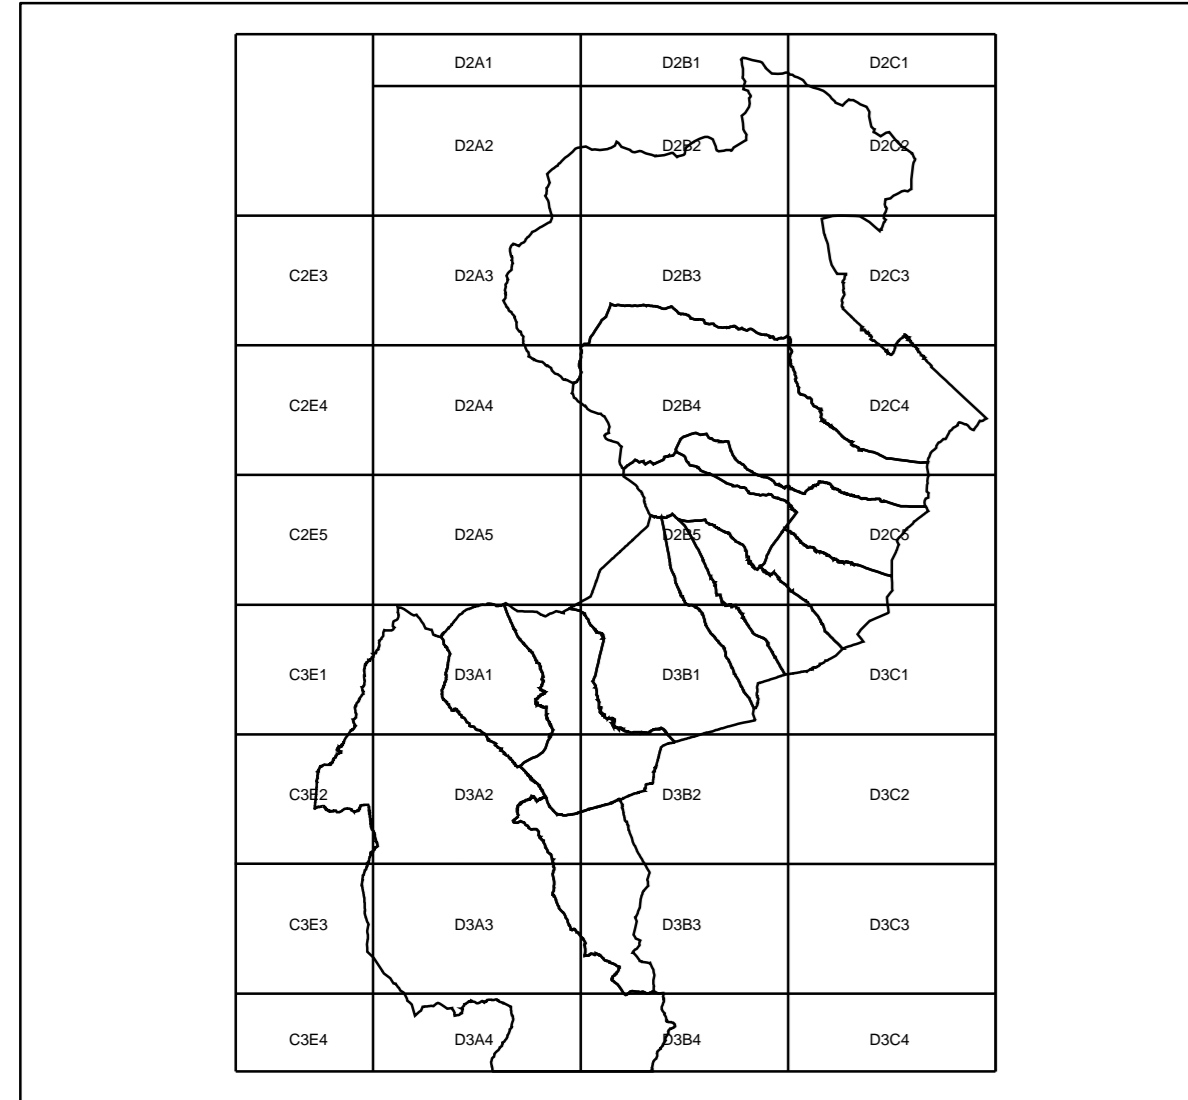 D2A1 D2B1 D2C1
D2A2 D2B2 D2C2
C2E3 D2A3 D2B3 D2C3
C2E4 D2A4 D2B4 D2C4
C2E5 D2A5 D2B5 D2C5
C3E1 D3A1 D3B1 D3C1
C3E2 D3A2 D3B2 D3C2
C3E3 D3A3 D3B3 D3C3
C3E4 D3A4 D3B4 D3C4